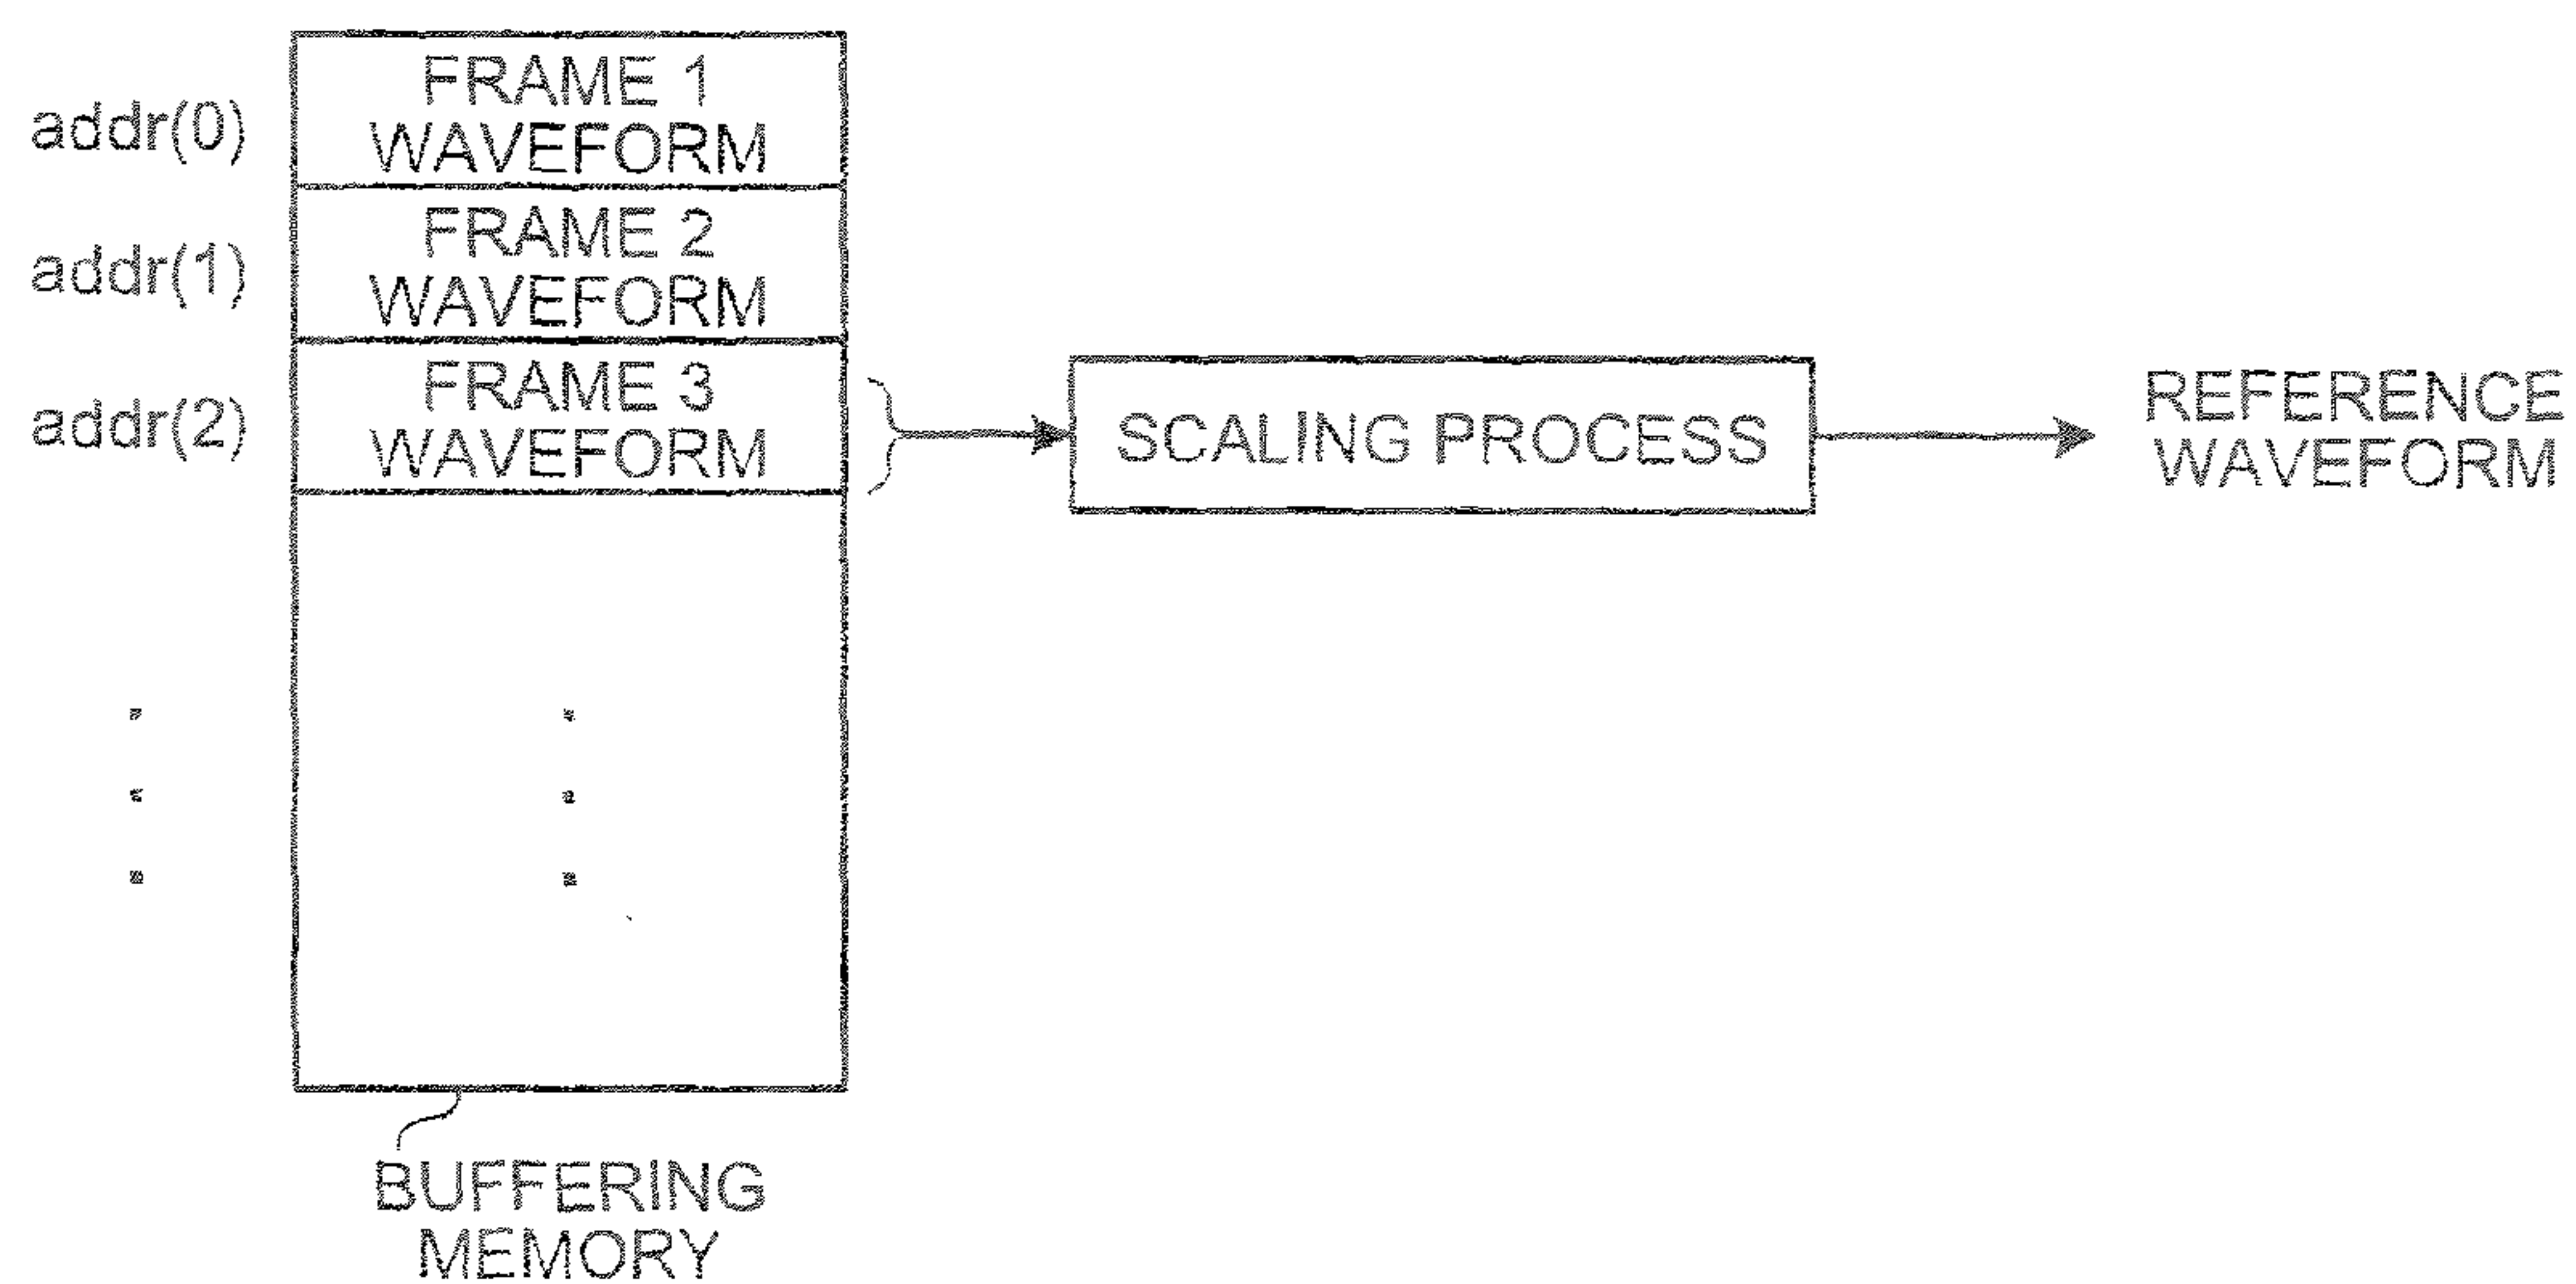 addr(0)
FRAME 1
WAVEFORM
addr(1)
FRAME 2
WAVEFORM
addr(2)
FRAME 3
WAVEFORM
SCALING PROCESS
REFERENCE
WAVEFORM
BUFFERING
MEMORY